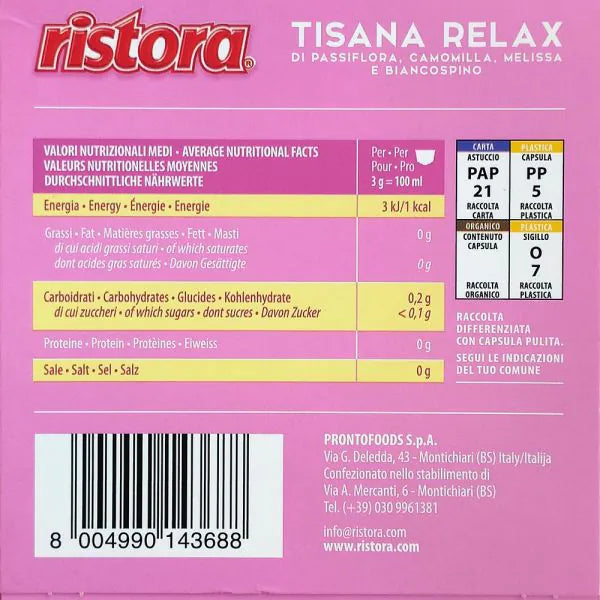 ristora®
TISANA RELAX
DI PASSIFLORA, CAMOMILLA, MELISSA
E BIANCOSPINO
VALORI NUTRIZIONALI MEDI • AVERAGE NUTRITIONAL FACTS
VALEURS NUTRITIONNELLES MOYENNES
DURCHSCHNITTLICHE NÄHRWERTE
Per • Per
Pour • Pro
3 g = 100 ml
Energia • Energy • Énergie • Energie 3 kJ/1 kcal
Grassi • Fat • Matières grasses • Fett • Masti 0 g
di cui acidi grassi saturi • of which saturates
dont acides gras saturés • Davon Gesättigte 0 g
Carboidrati • Carbohydrates • Glucides • Kohlenhydrate 0,2 g
di cui zuccheri • of which sugars • dont sucres • Davon Zucker < 0,1 g
Proteine • Protein • Protèines • Eiweiss 0 g
Sale • Salt • Sel • Salz 0 g
CARTA
ASTUCCIO
PAP
21
RACCOLTA
CARTA
PLASTICA
CAPSULA
PP
5
RACCOLTA
PLASTICA
ORGANICO
CONTENUTO
CAPSULA
RACCOLTA
ORGANICO
PLASTICA
SIGILLO
O
7
RACCOLTA
PLASTICA
RACCOLTA
DIFFERENZIATA
CON CAPSULA PULITA.
SEGUI LE INDICAZIONI
DEL TUO COMUNE
8 004990 143688
PRONTOFOODS S.p.A.
Via G. Deledda, 43 - Montichiari (BS) Italy/Italija
Confezionato nello stabilimento di
Via A. Mercanti, 6 - Montichiari (BS)
Tel. (+39) 030 9961381
info@ristora.com
www.ristora.com